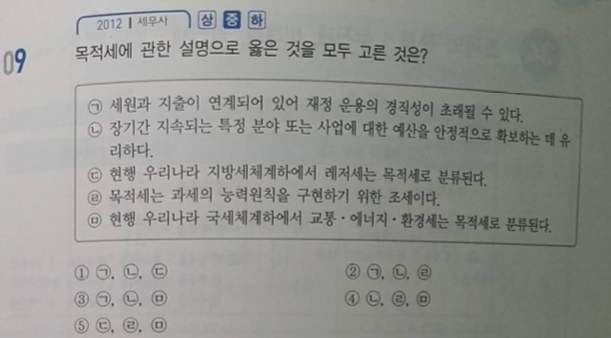 2012 | 세무사 상 중 하
09 목적세에 관한 설명으로 옳은 것을 모두 고른 것은?
㉠ 세원과 지출이 연계되어 있어 재정 운용의 경직성이 초래될 수 있다.
㉡ 장기간 지속되는 특정 분야 또는 사업에 대한 예산을 안정적으로 확보하는 데 유
리하다.
㉢ 현행 우리나라 지방세체계하에서 레저세는 목적세로 분류된다.
㉣ 목적세는 과세의 능력원칙을 구현하기 위한 조세이다.
㉤ 현행 우리나라 국세체계하에서 교통·에너지·환경세는 목적세로 분류된다.
① ㉠, ㉡, ㉢ ② ㉠, ㉡, ㉣
③ ㉠, ㉡, ㉤ ④ ㉡, ㉣, ㉤
⑤ ㉢, ㉣, ㉤